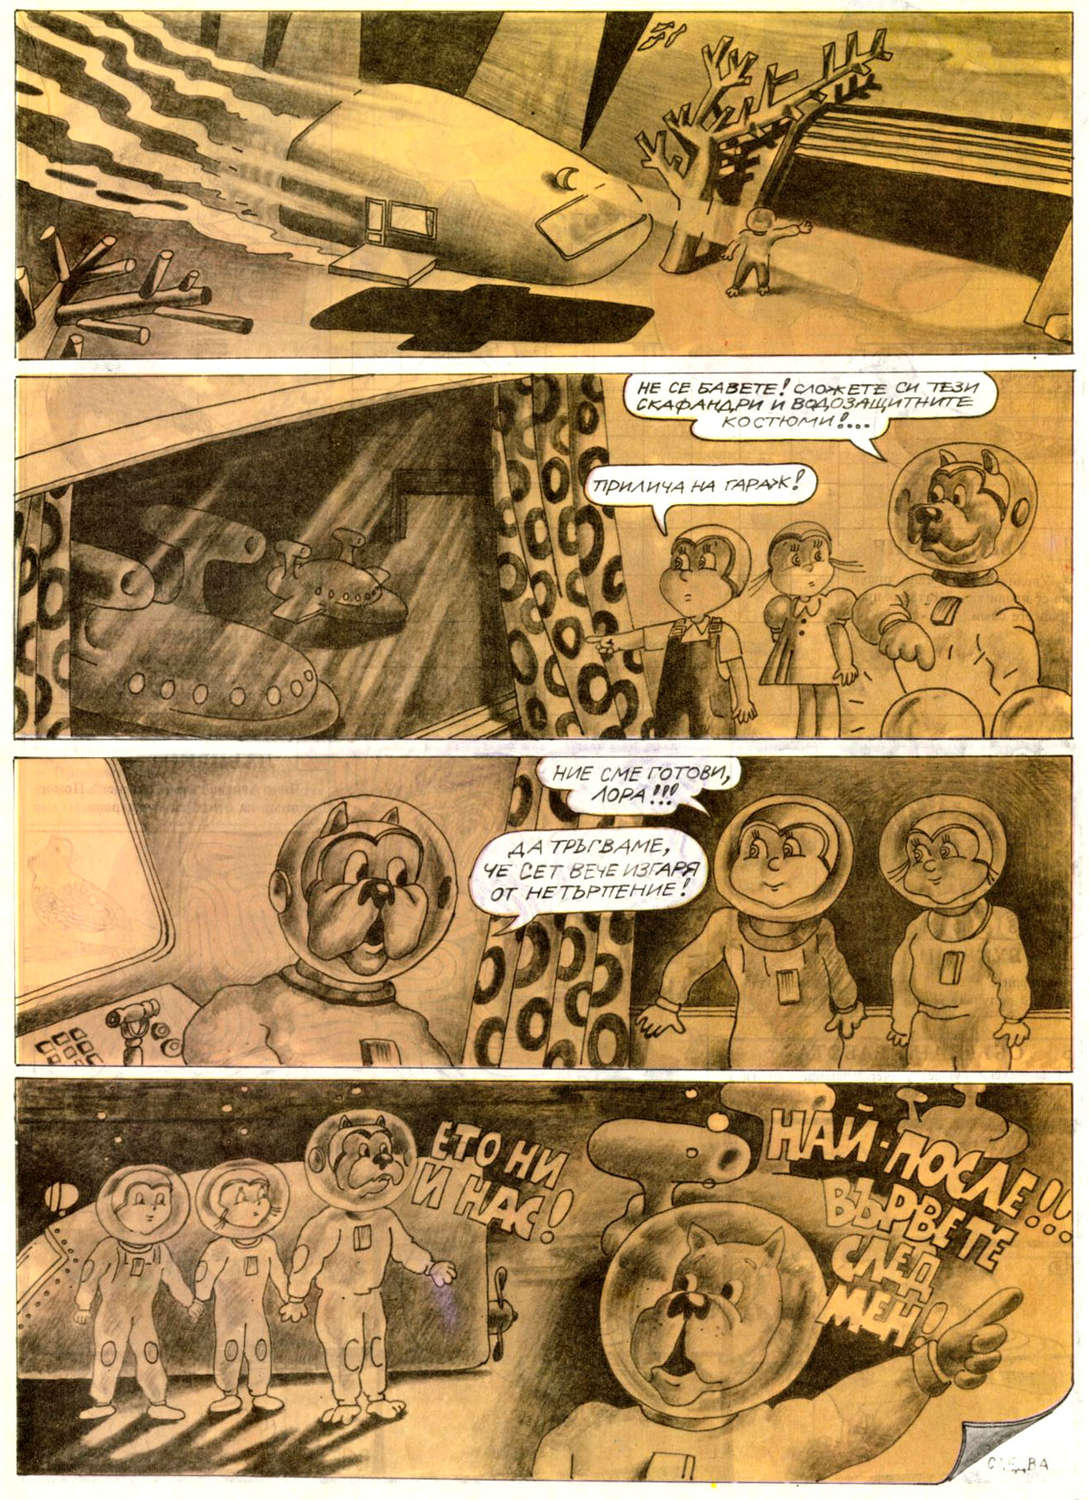 НЕ СЕ БАВЕТЕ! СЛОЖЕТЕ СИ ТЕЗИ
СКАФАНДРИ И ВОДОЗАЩИТНИТЕ
КОСТЮМИ!...
ПРИЛИЧА НА ГАРАЖ!
НИЕ СМЕ ГОТОВИ,
ЛОРА!!!
ДА ТРЪГВАМЕ,
ЧЕ СЕТ ВЕЧЕ ИЗГАРЯ
ОТ НЕТЪРПЕНИЕ!
ЕТО НИ
И НАС!
НАЙ-ПОСЛЕ!!!
ВЪРВЕТЕ
СЛЕД
МЕН!